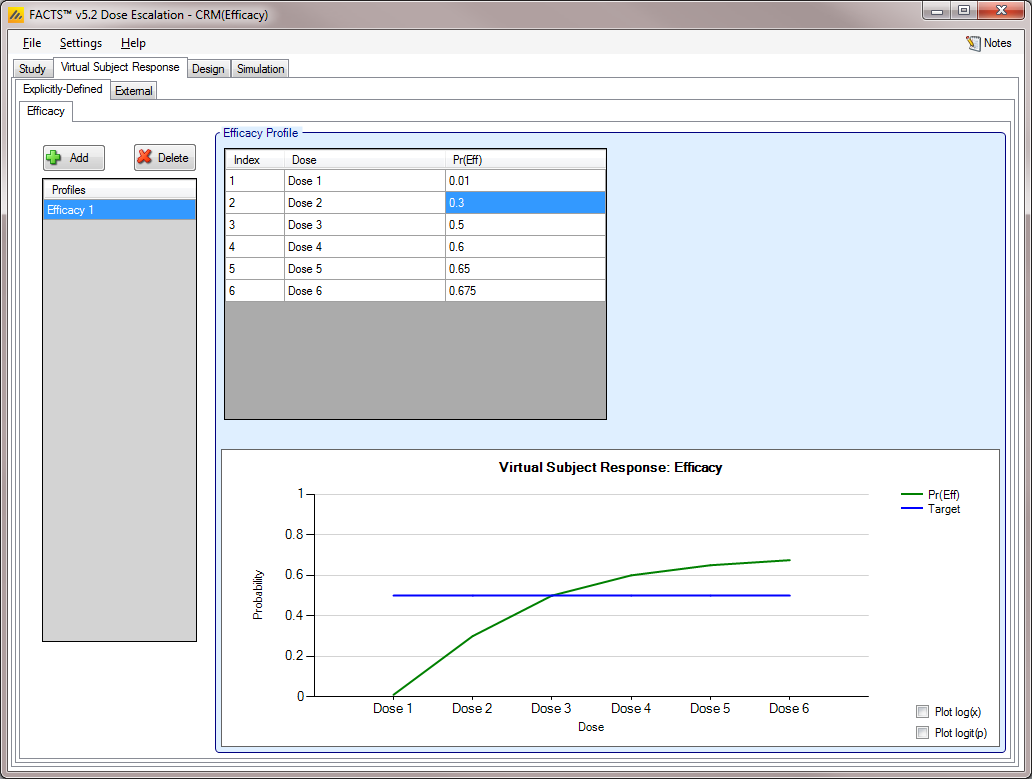 FACTS™ v5.2 Dose Escalation - CRM(Efficacy)
File Settings Help Notes
Study Virtual Subject Response Design Simulation
Explicitly-Defined External
Efficacy
Add Delete
Profiles
Efficacy 1
Efficacy Profile
Index Dose Pr(Eff)
1 Dose 1 0.01
2 Dose 2 0.3
3 Dose 3 0.5
4 Dose 4 0.6
5 Dose 5 0.65
6 Dose 6 0.675
Virtual Subject Response: Efficacy
Pr(Eff)
Target
1
0.8
0.6
0.4
0.2
0
Probability
Dose 1 Dose 2 Dose 3 Dose 4 Dose 5 Dose 6
Dose
Plot log(x)
Plot logit(p)